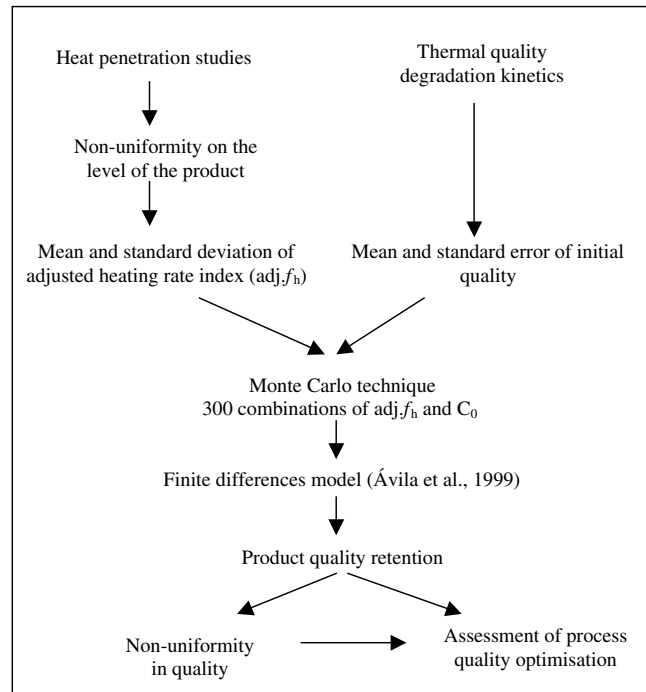 Heat penetration studies
Thermal quality
degradation kinetics
Non-uniformity on the
level of the product
Mean and standard deviation of
adjusted heating rate index (adj.fh)
Mean and standard error of initial
quality
Monte Carlo technique
300 combinations of adj.fh and C0
Finite differences model (Ávila et al., 1999)
Product quality retention
Non-uniformity
in quality
Assessment of process
quality optimisation